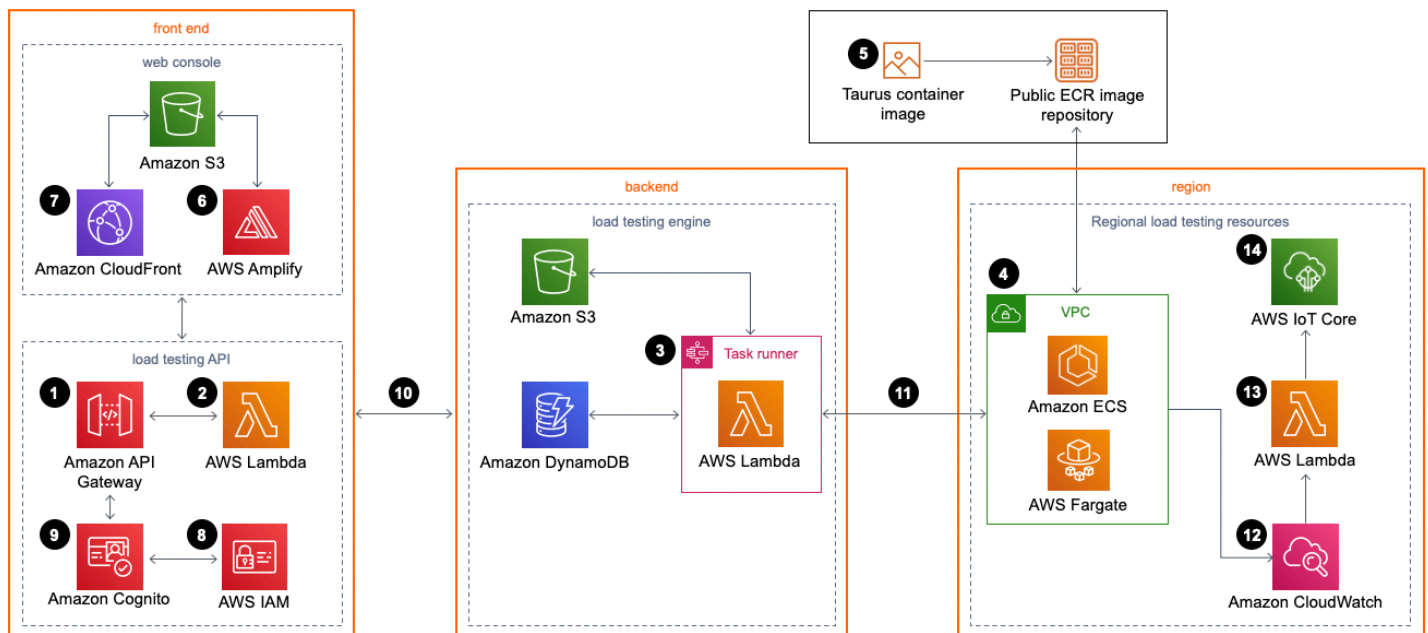 front end
web console
Amazon S3
7
6
Amazon CloudFront
AWS Amplify
load testing API
1
2
Amazon API
Gateway
AWS Lambda
9
8
Amazon Cognito
AWS IAM
10
backend
load testing engine
Amazon S3
3
Task runner
Amazon DynamoDB
AWS Lambda
11
5
Taurus container
image
Public ECR image
repository
region
Regional load testing resources
4
VPC
Amazon ECS
AWS Fargate
14
AWS IoT Core
13
AWS Lambda
12
Amazon CloudWatch